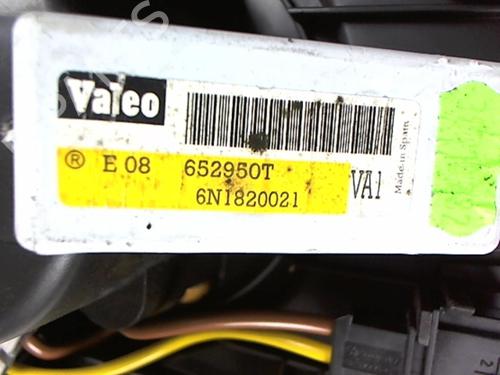 Valeo
® E 08 652950T
6N1820021
VA1
Made in Spain